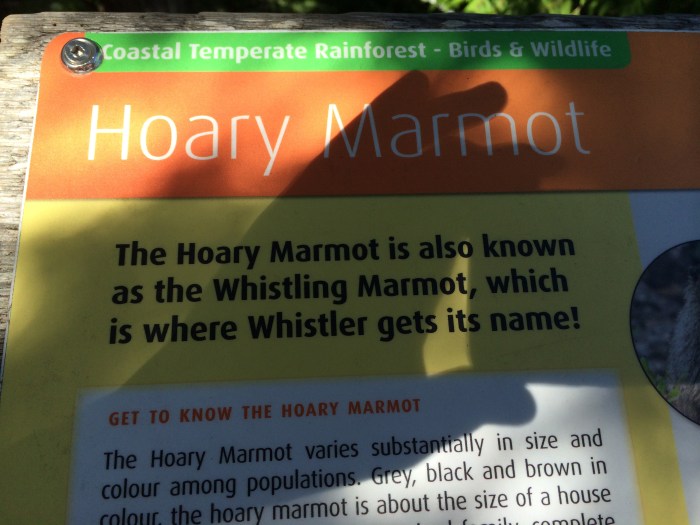 Coastal Temperate Rainforest - Birds & Wildlife
Hoary Marmot
The Hoary Marmot is also known
as the Whistling Marmot, which
is where Whistler gets its name!
GET TO KNOW THE HOARY MARMOT
The Hoary Marmot varies substantially in size and
colour among populations. Grey, black and brown in
colour, the hoary marmot is about the size of a house
family complete